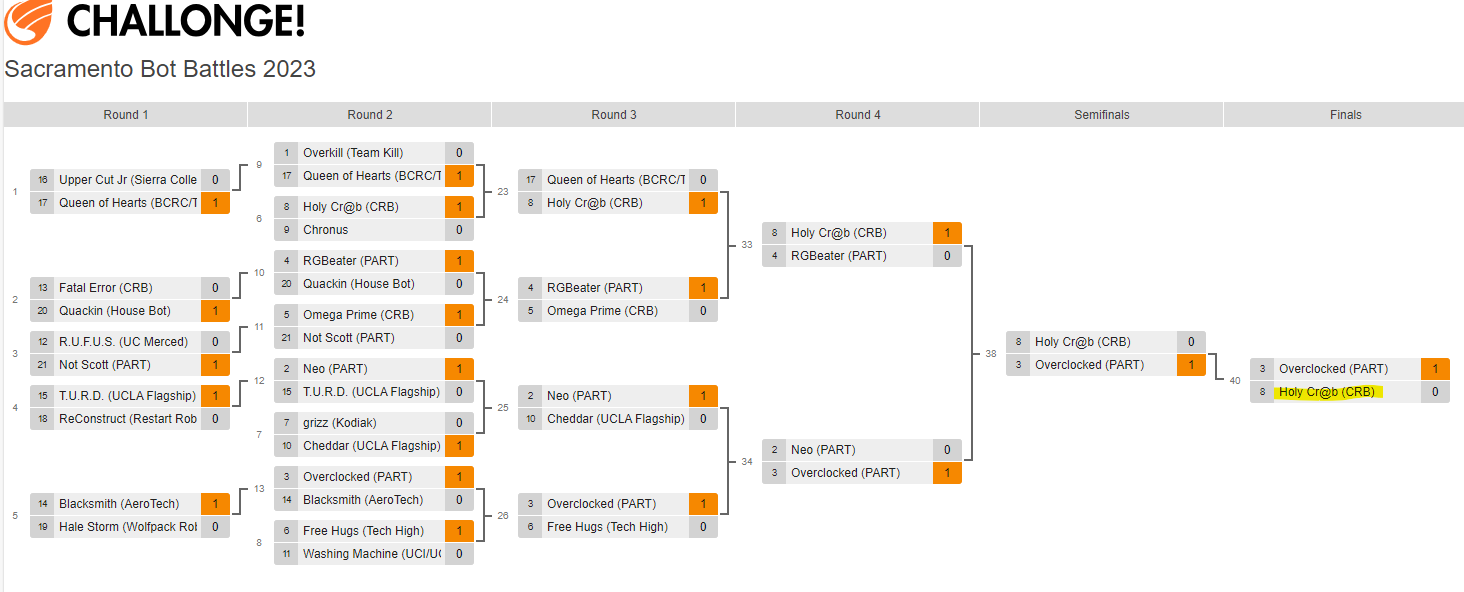 CHALLONGE!
Sacramento Bot Battles 2023
Round 1
Round 2
Round 3
Round 4
Semifinals
Finals
1
16 Upper Cut Jr (Sierra Colle 0
17 Queen of Hearts (BCRC/T 1
2
13 Fatal Error (CRB) 0
20 Quackin (House Bot) 1
3
12 R.U.F.U.S. (UC Merced) 0
21 Not Scott (PART) 1
4
15 T.U.R.D. (UCLA Flagship) 1
18 ReConstruct (Restart Rob 0
5
14 Blacksmith (AeroTech) 1
19 Hale Storm (Wolfpack Rol 0
9
1 Overkill (Team Kill) 0
17 Queen of Hearts (BCRC/T 1
6
8 Holy Cr@b (CRB) 1
9 Chronus 0
10
4 RGBeater (PART) 1
20 Quackin (House Bot) 0
11
5 Omega Prime (CRB) 1
21 Not Scott (PART) 0
12
2 Neo (PART) 1
15 T.U.R.D. (UCLA Flagship) 0
7
7 grizz (Kodiak) 0
10 Cheddar (UCLA Flagship) 1
13
3 Overclocked (PART) 1
14 Blacksmith (AeroTech) 0
8
6 Free Hugs (Tech High) 1
11 Washing Machine (UCI/U( 0
23
17 Queen of Hearts (BCRC/T 0
8 Holy Cr@b (CRB) 1
24
4 RGBeater (PART) 1
5 Omega Prime (CRB) 0
25
2 Neo (PART) 1
10 Cheddar (UCLA Flagship) 0
26
3 Overclocked (PART) 1
6 Free Hugs (Tech High) 0
33
8 Holy Cr@b (CRB) 1
4 RGBeater (PART) 0
34
2 Neo (PART) 0
3 Overclocked (PART) 1
38
8 Holy Cr@b (CRB) 0
3 Overclocked (PART) 1
40
3 Overclocked (PART) 1
8 Holy Cr@b (CRB) 0